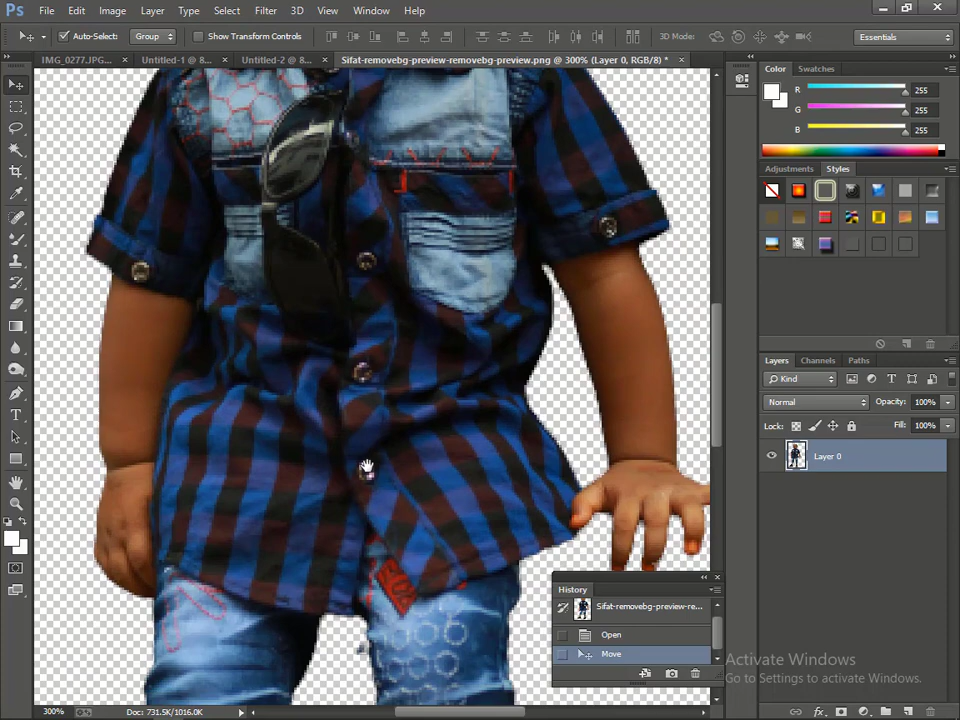 Ps File Edit Image Layer Type Select Filter 3D View Window Help
Auto-Select: Group Show Transform Controls 3D Mode: Essentials
IMG_0277.JPG... × Untitled-1 @ 8... × Untitled-2 @ 8... × Sifat-removebg-preview-removebg-preview.png @ 300% (Layer 0, RGB/8) * ×
Color Swatches
R 255
G 255
B 255
Adjustments Styles
Layers Channels Paths
Kind
Normal Opacity: 100%
Lock: Fill: 100%
Layer 0
History
Sifat-removebg-preview-re...
Open
Move
Activate Windows
Go to Settings to activate Windows.
300% Doc: 731.5K/1016.0K